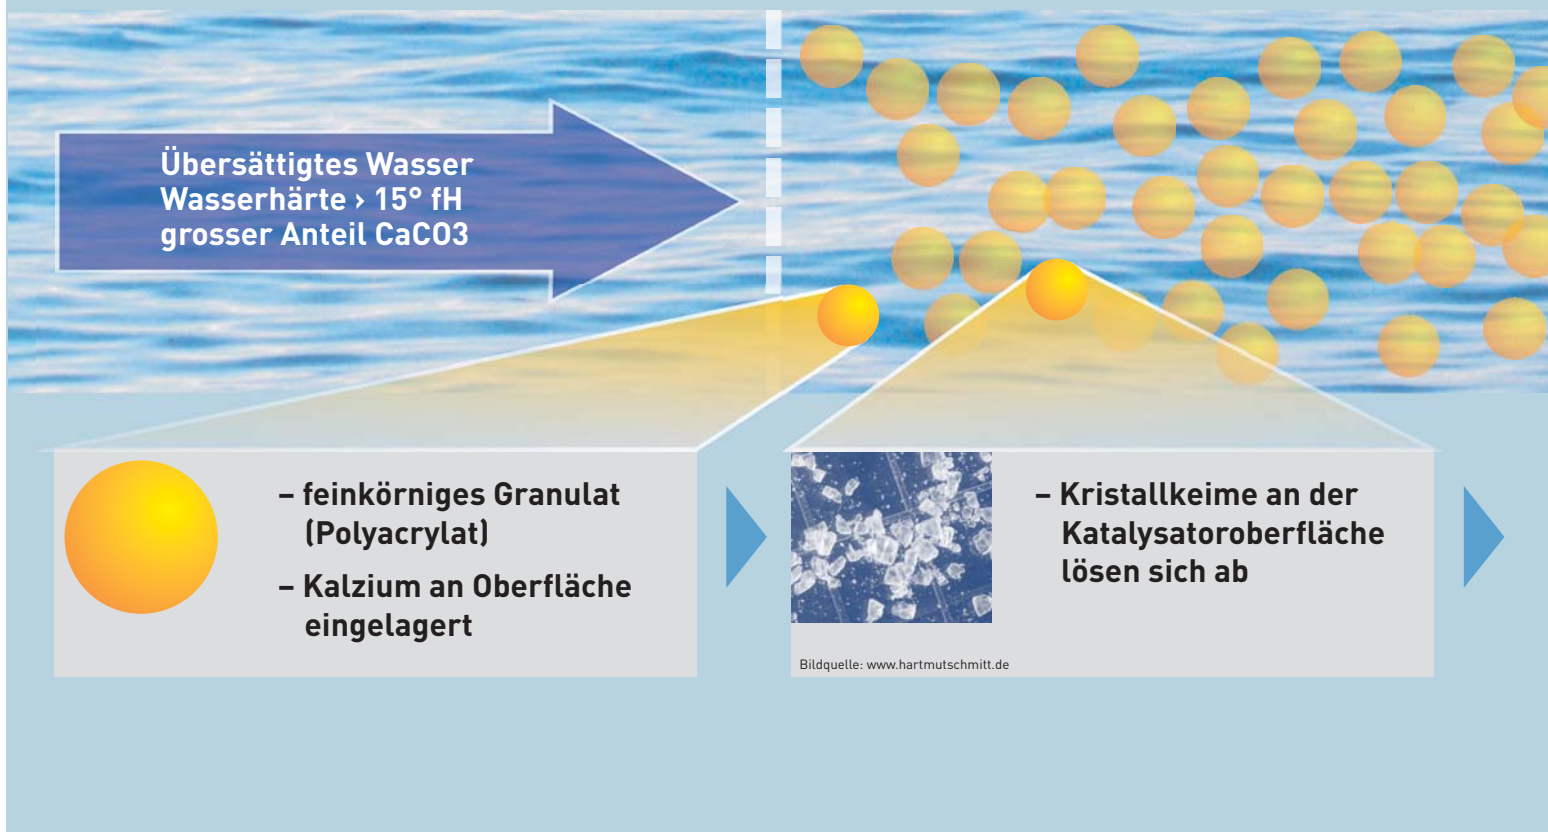 Übersättigtes Wasser
Wasserhärte › 15° fH
grosser Anteil CaCO3
– feinkörniges Granulat
(Polyacrylat)
– Kalzium an Oberfläche
eingelagert
– Kristallkeime an der
Katalysatoroberfläche
lösen sich ab
Bildquelle: www.hartmutschmitt.de